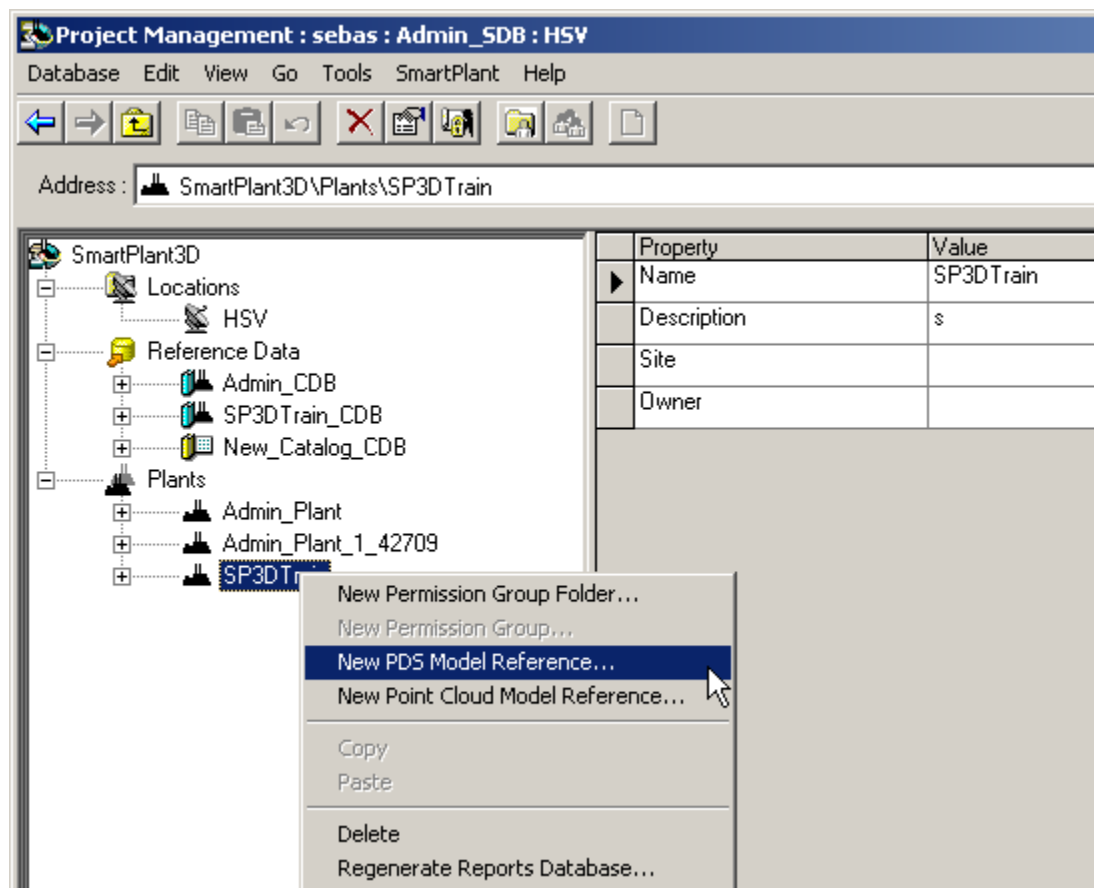 Project Management : sebas : Admin_SDB : HSV
Database Edit View Go Tools SmartPlant Help
Address : SmartPlant3D\Plants\SP3DTrain
SmartPlant3D
Locations
HSV
Reference Data
Admin_CDB
SP3DTrain_CDB
New_Catalog_CDB
Plants
Admin_Plant
Admin_Plant_1_42709
SP3DTrain
Property Value
Name SP3DTrain
Description s
Site
Owner
New Permission Group Folder...
New Permission Group...
New PDS Model Reference...
New Point Cloud Model Reference...
Copy
Paste
Delete
Regenerate Reports Database...